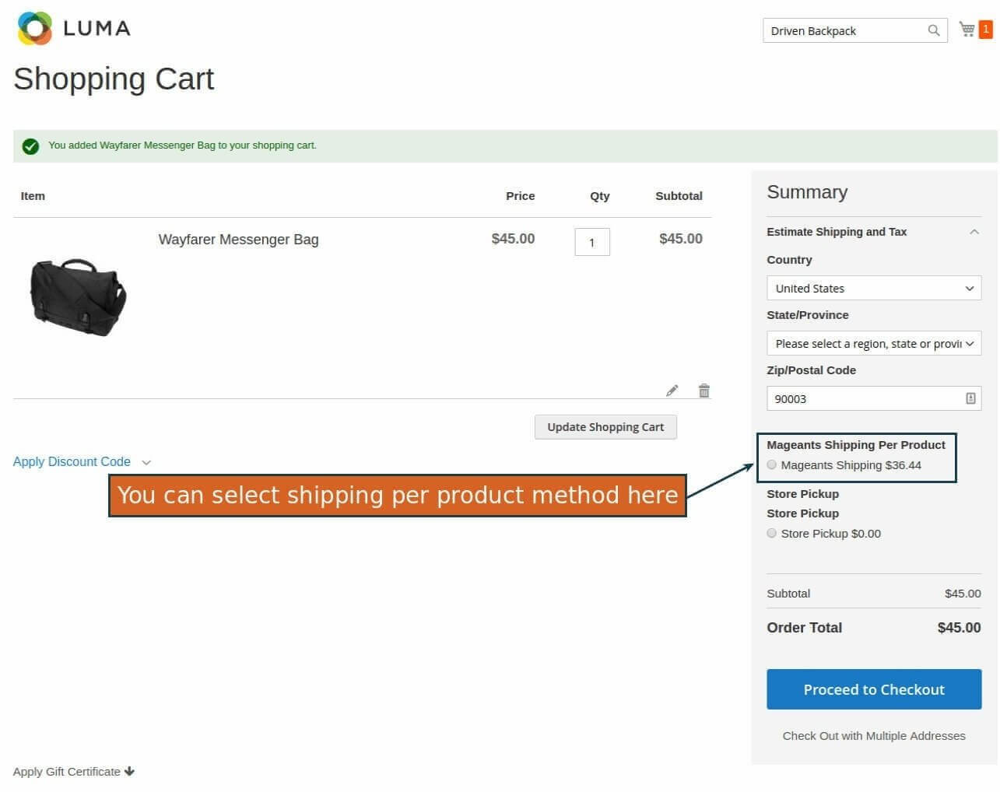 LUMA
Driven Backpack
1
Shopping Cart
You added Wayfarer Messenger Bag to your shopping cart.
Item Price Qty Subtotal
Wayfarer Messenger Bag $45.00 1 $45.00
Update Shopping Cart
Apply Discount Code
You can select shipping per product method here
Apply Gift Certificate
Summary
Estimate Shipping and Tax
Country
United States
State/Province
Please select a region, state or provi
Zip/Postal Code
90003
Mageants Shipping Per Product
Mageants Shipping $36.44
Store Pickup
Store Pickup
Store Pickup $0.00
Subtotal $45.00
Order Total $45.00
Proceed to Checkout
Check Out with Multiple Addresses